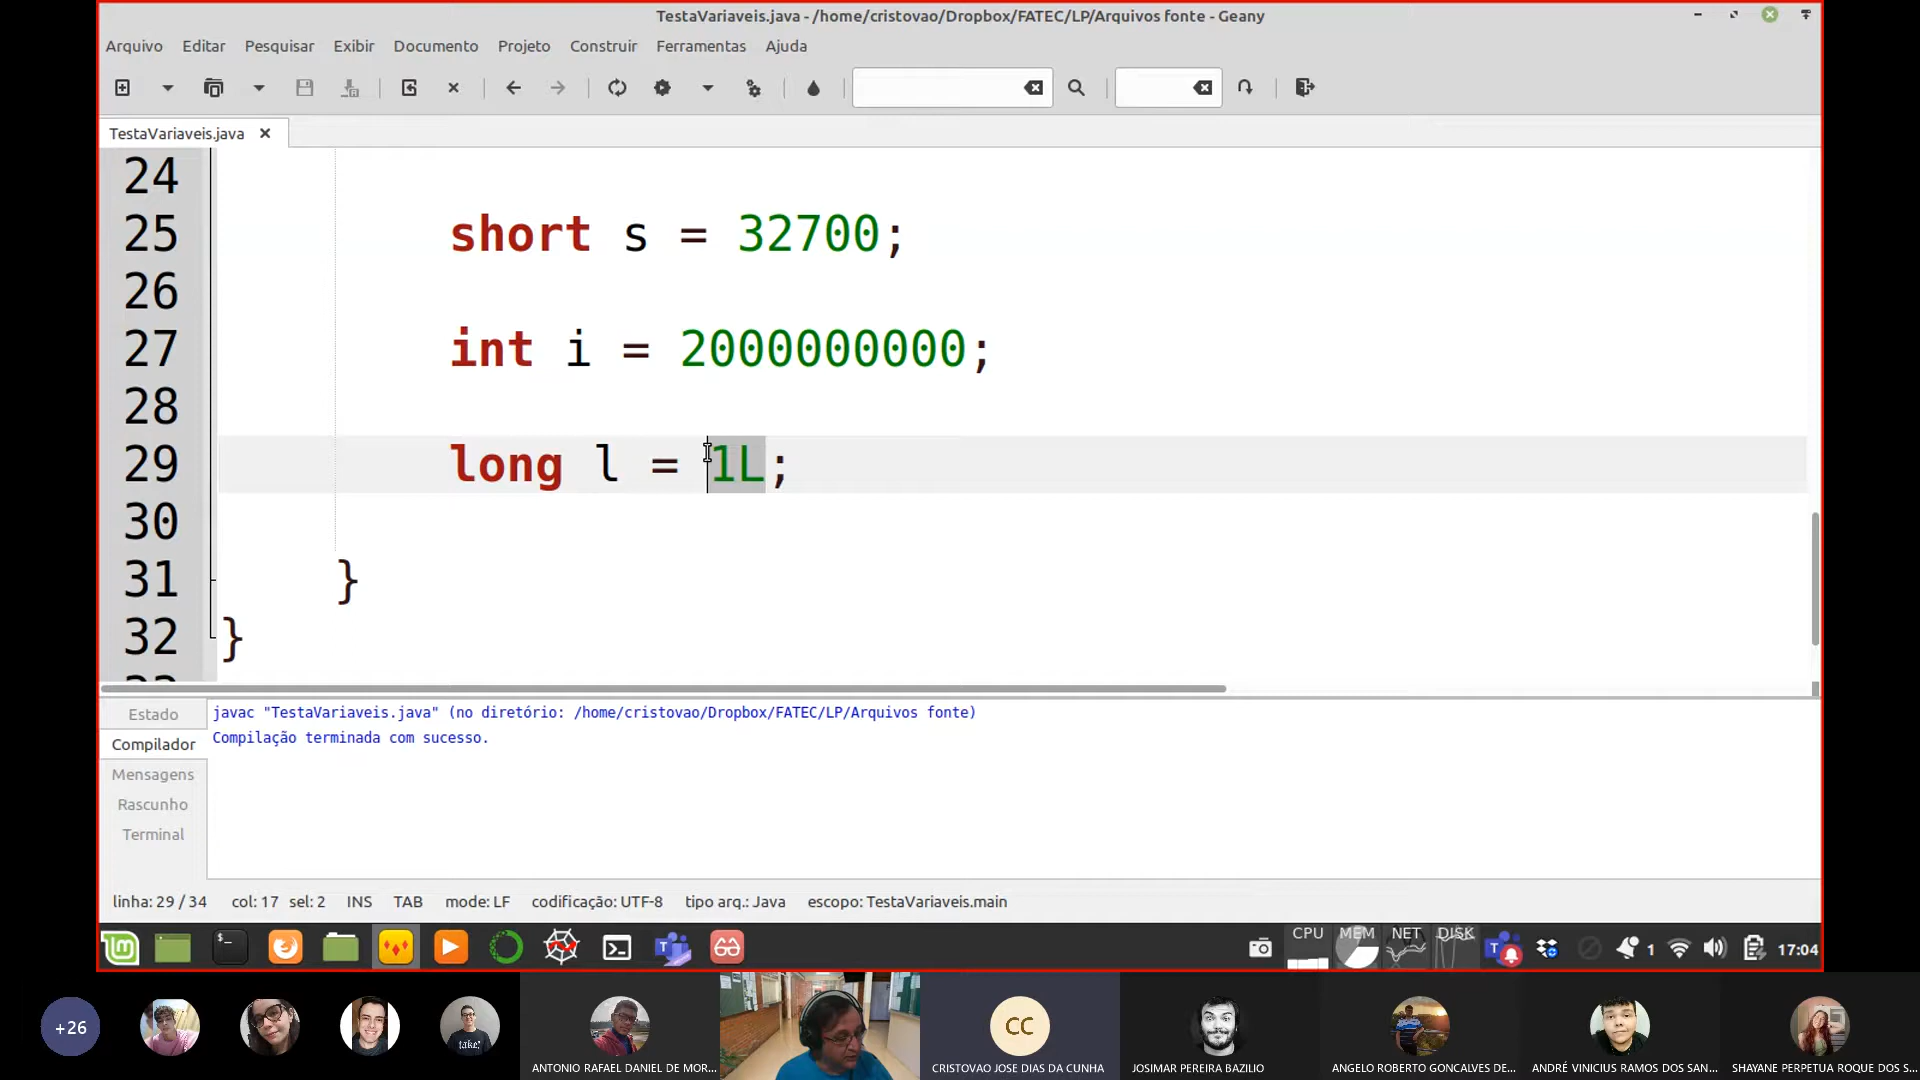 TestaVariaveis.java - /home/cristovao/Dropbox/FATEC/LP/Arquivos fonte - Geany
Arquivo Editar Pesquisar Exibir Documento Projeto Construir Ferramentas Ajuda
TestaVariaveis.java
24
25 short s = 32700;
26
27 int i = 2000000000;
28
29 long l = 1L;
30
31 }
32 }
Estado
Compilador
Mensagens
Rascunho
Terminal
javac "TestaVariaveis.java" (no diretório: /home/cristovao/Dropbox/FATEC/LP/Arquivos fonte)
Compilação terminada com sucesso.
linha: 29 / 34 col: 17 sel: 2 INS TAB mode: LF codificação: UTF-8 tipo arq.: Java escopo: TestaVariaveis.main
CPU MEM NET DISK 1 17:04
+26
take!
CC
ANTONIO RAFAEL DANIEL DE MOR...
CRISTOVAO JOSE DIAS DA CUNHA
JOSIMAR PEREIRA BAZILIO
ANGELO ROBERTO GONCALVES DE...
ANDRÉ VINICIUS RAMOS DOS SAN...
SHAYANE PERPETUA ROQUE DOS S...